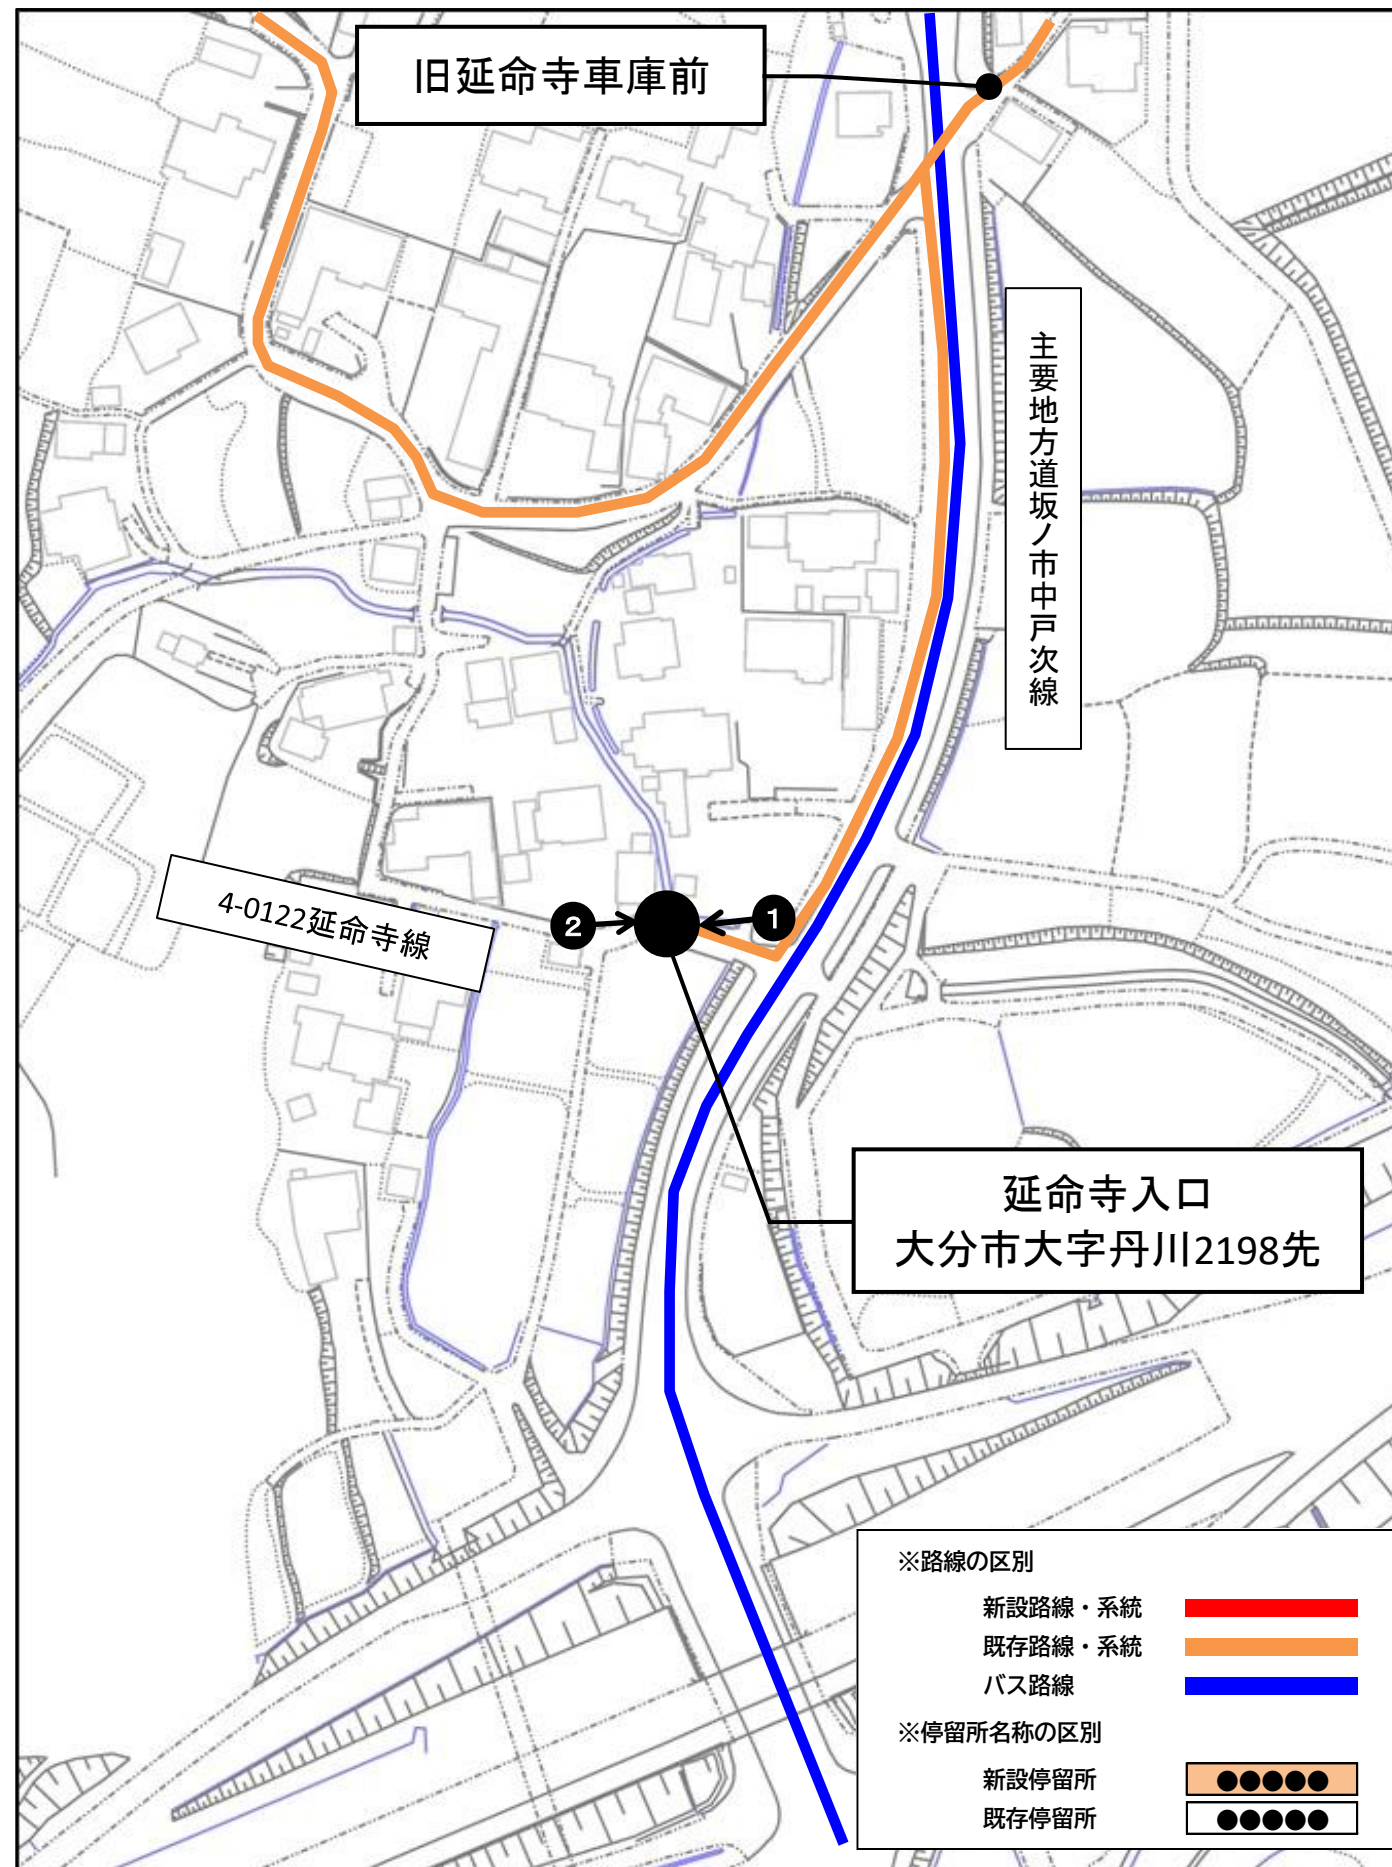 旧延命寺車庫前
主要地方道坂ノ市中戸次線
4-0122延命寺線
2
1
延命寺入口
大分市大字丹川2198先
※路線の区別
新設路線・系統
既存路線・系統
バス路線
※停留所名称の区別
新設停留所 ●●●●●
既存停留所 ●●●●●